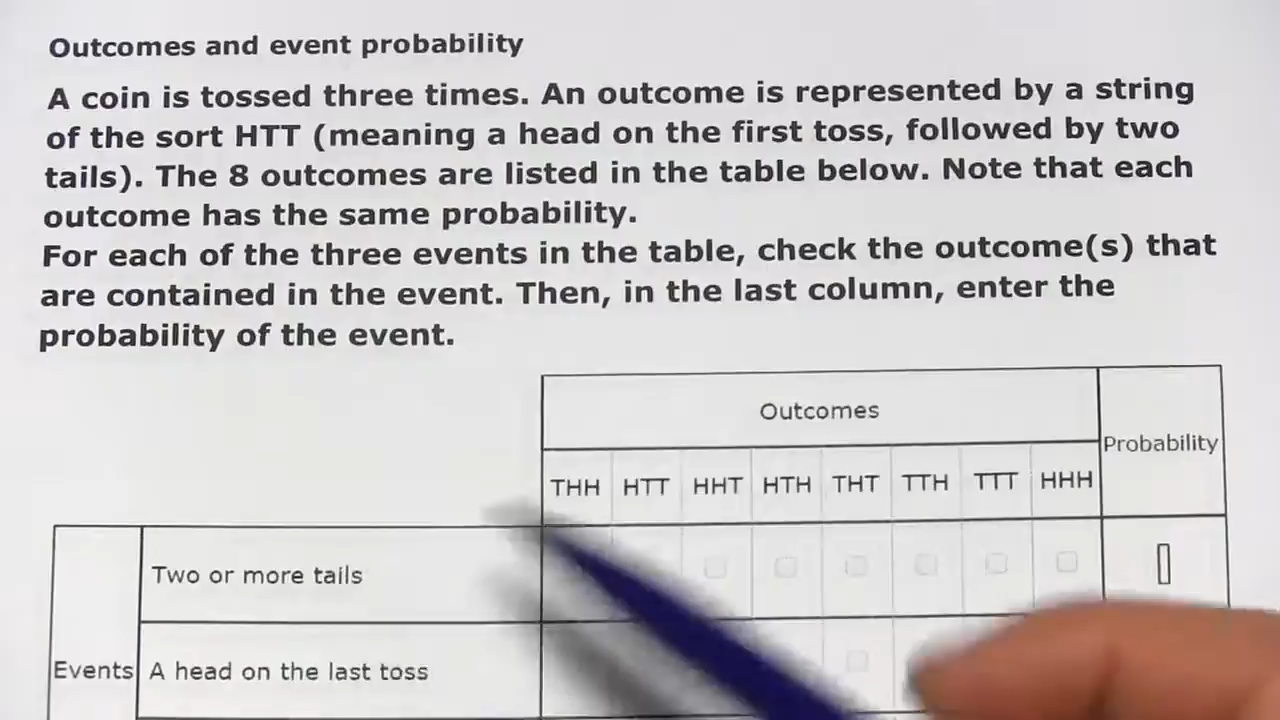 Outcomes and event probability
A coin is tossed three times. An outcome is represented by a string
of the sort HTT (meaning a head on the first toss, followed by two
tails). The 8 outcomes are listed in the table below. Note that each
outcome has the same probability.
For each of the three events in the table, check the outcome(s) that
are contained in the event. Then, in the last column, enter the
probability of the event.
Outcomes
Probability
THH HTT HHT HTH THT TTH TTT HHH
Two or more tails
Events A head on the last toss